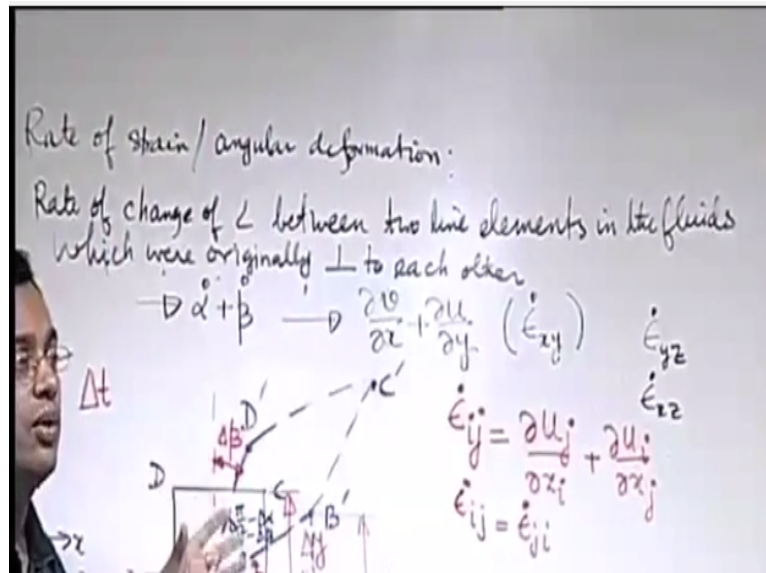 Rate of strain / angular deformation:
Rate of change of ∠ between two line elements in the fluids
which were originally ⊥ to each other
→ α̇ + β̇ → ∂v/∂x + ∂u/∂y (ε̇xy)
ε̇yz
ε̇xz
Δt
D'
C'
Δβ
ε̇ij = ∂uj/∂xi + ∂ui/∂xj
D
C
B'
Δy
ε̇ij = ε̇ji
x